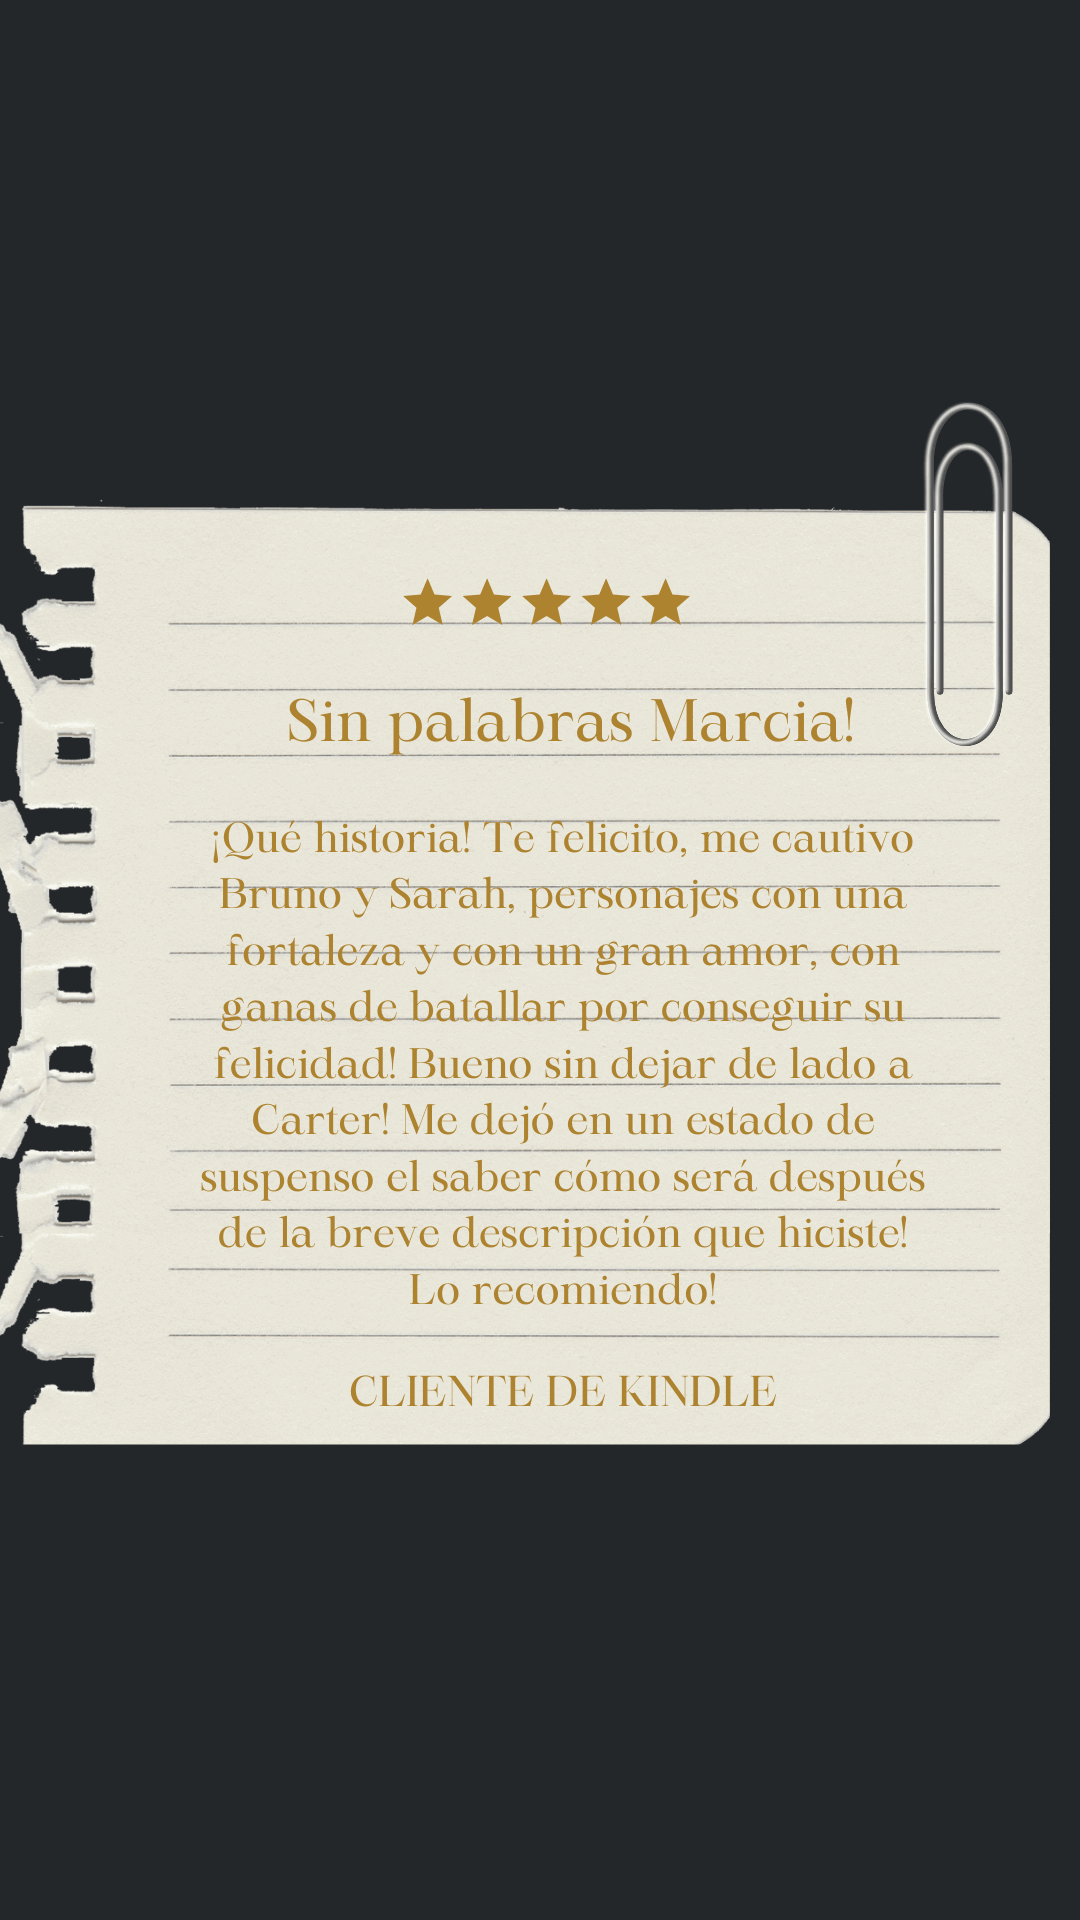 Sin palabras Marcia!
¡Qué historia! Te felicito, me cautivo
Bruno y Sarah, personajes con una
fortaleza y con un gran amor, con
ganas de batallar por conseguir su
felicidad! Bueno sin dejar de lado a
Carter! Me dejó en un estado de
suspenso el saber cómo será después
de la breve descripción que hiciste!
Lo recomiendo!
CLIENTE DE KINDLE